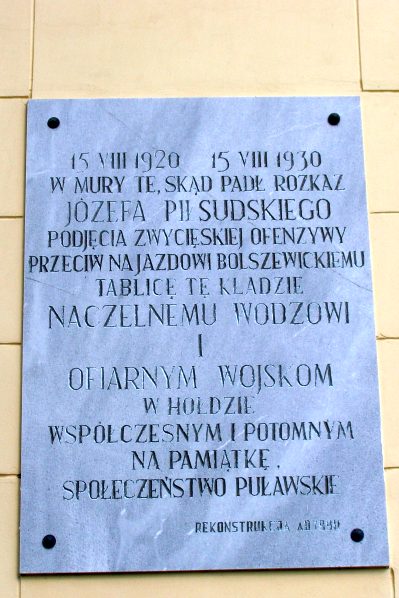 15 VIII 1920 15 VIII 1930
W MURY TE, SKĄD PADŁ ROZKAZ
JÓZEFA PIŁSUDSKIEGO
PODJĘCIA ZWYCIĘSKIEJ OFENZYWY
PRZECIW NAJAZDOWI BOLSZEWICKIEMU
TABLICĘ TĘ KŁADZIE
NACZELNEMU WODZOWI
I
OFIARNYM WOJSKOM
W HOŁDZIE
WSPÓŁCZESNYM I POTOMNYM
NA PAMIĄTKĘ.
SPOŁECZEŃSTWO PUŁAWSKIE
REKONSTRUKCJA AD